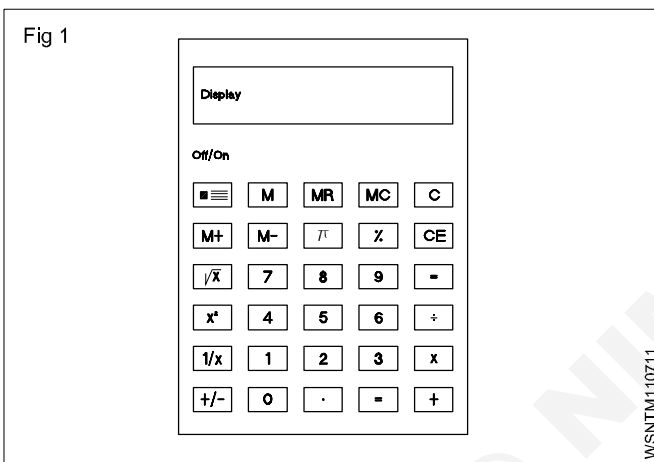 Fig 1
Display
Off/On
M MR MC C
M+ M- π % CE
√x 7 8 9 -
x² 4 5 6 ÷
1/x 1 2 3 x
+/- 0 . = +
WSNTM110711